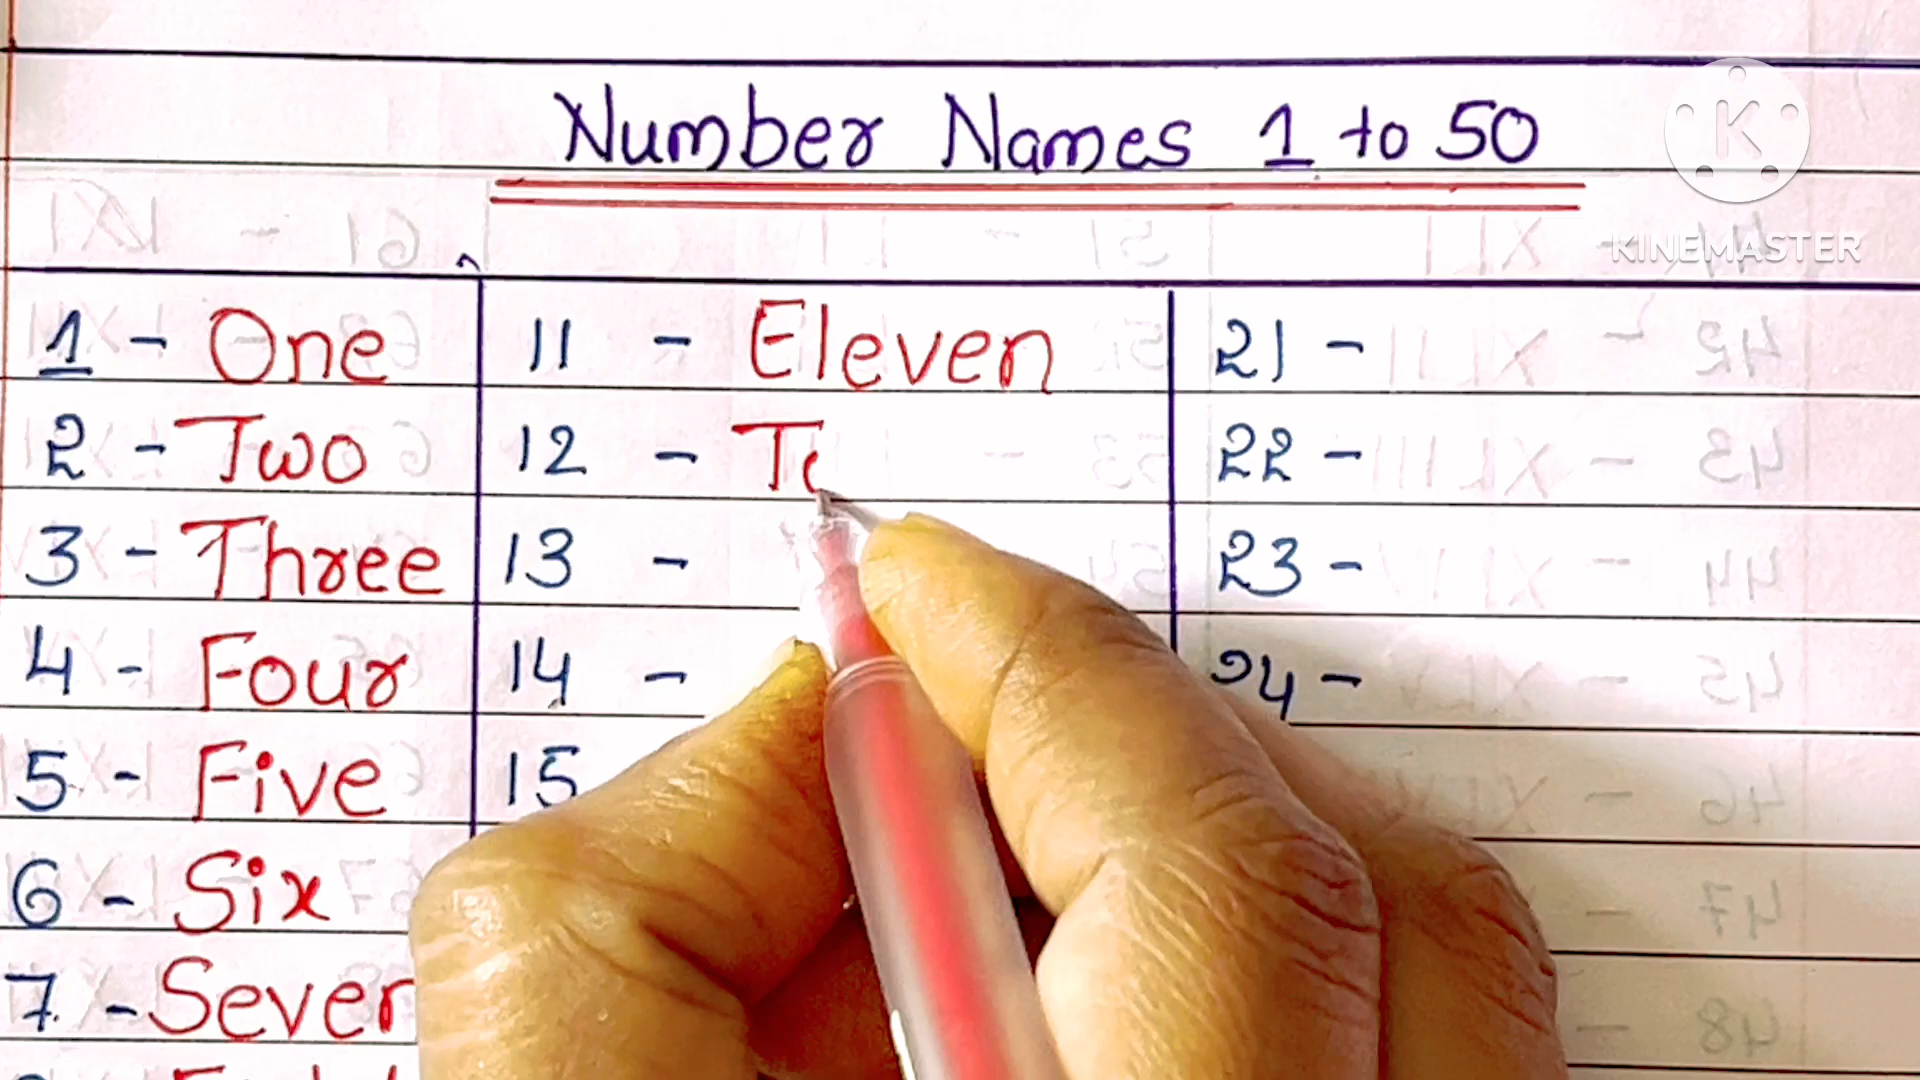 Number Names 1 to 50
K
KINEMASTER
1 - One
2 - Two
3 - Three
4 - Four
5 - Five
6 - Six
7 - Seven
11 - Eleven
12 - T
13 -
14 -
15
21 -
22 -
23 -
24 -